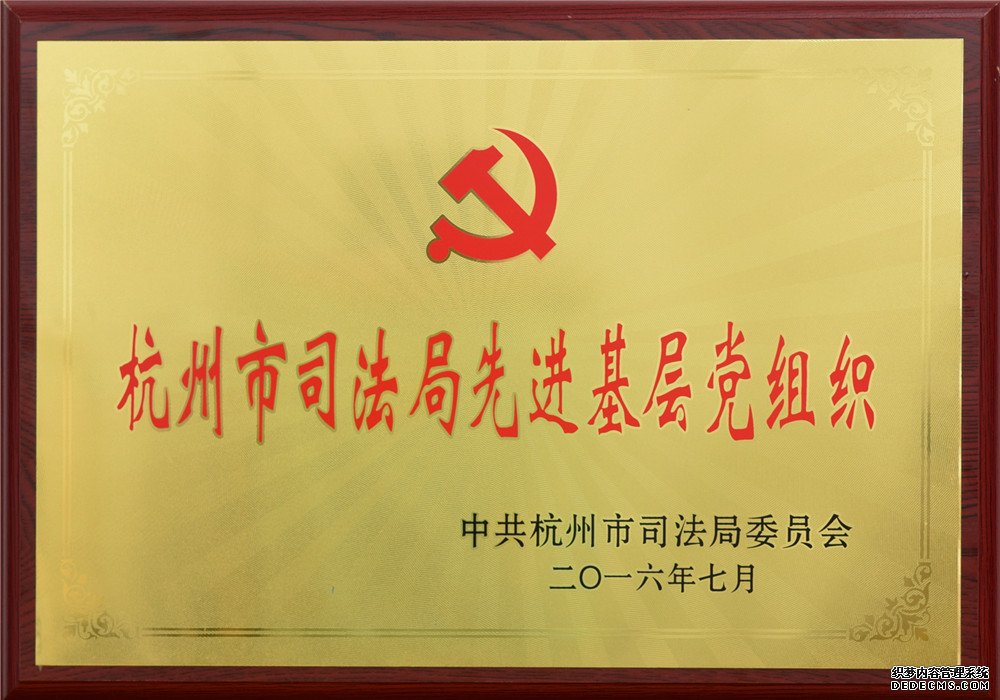 杭州市司法局先进基层党组织
中共杭州市司法局委员会
二〇一六年七月
织梦内容管理系统
DEDECMS.COM